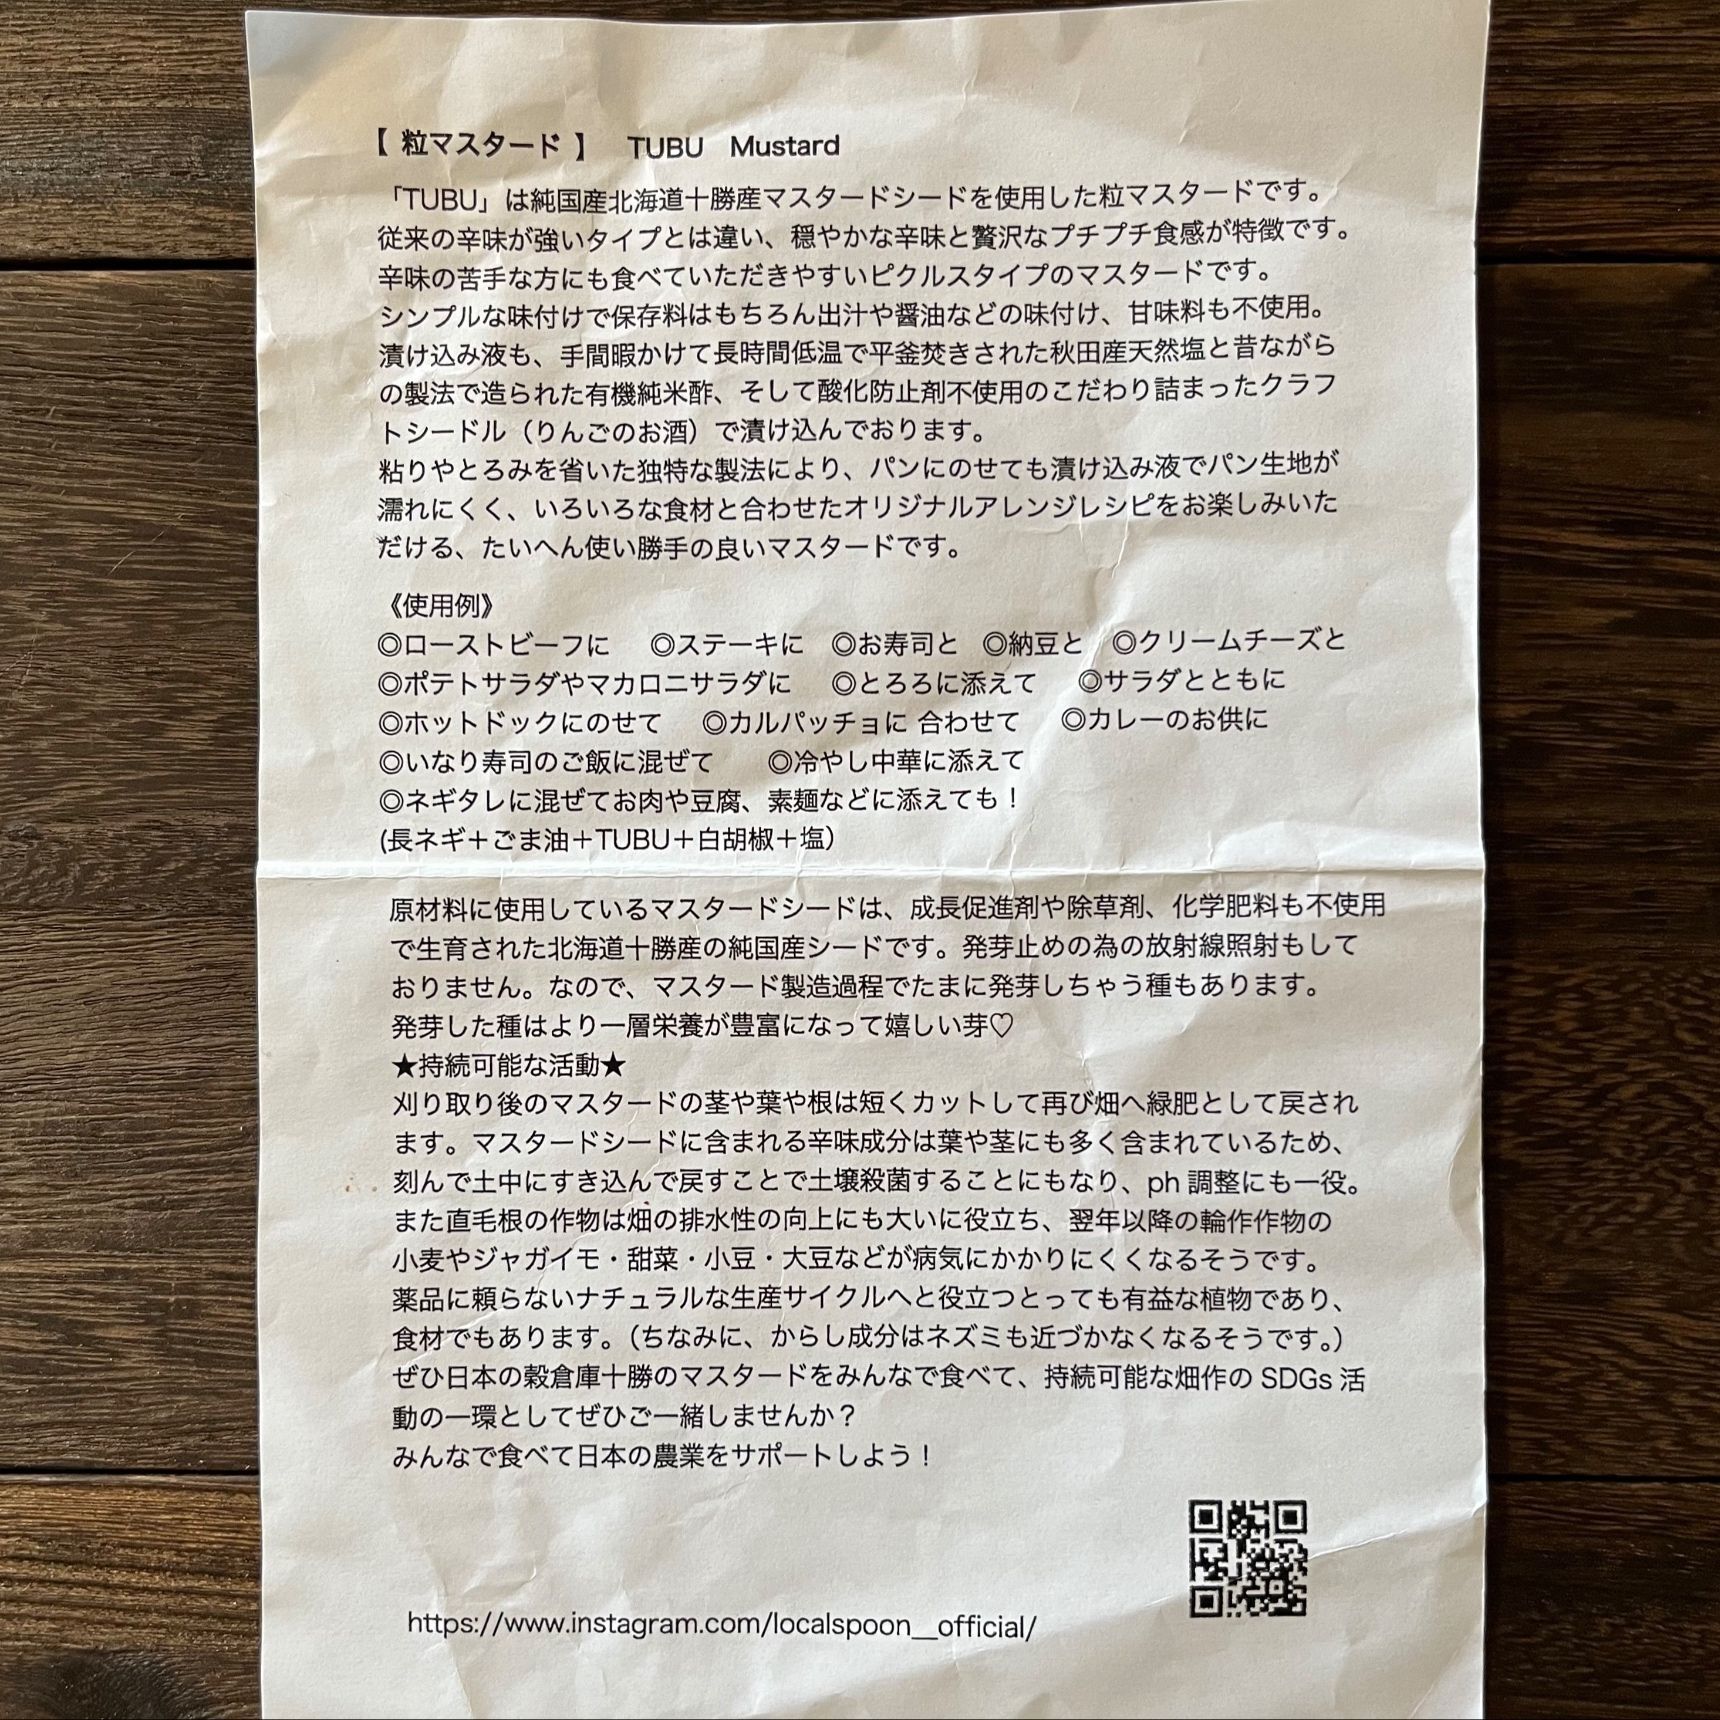 【 粒マスタード 】 TUBU Mustard
「TUBU」は純国産北海道十勝産マスタードシードを使用した粒マスタードです。
従来の辛味が強いタイプとは違い、穏やかな辛味と贅沢なプチプチ食感が特徴です。
辛味の苦手な方にも食べていただきやすいピクルスタイプのマスタードです。
シンプルな味付けで保存料はもちろん出汁や醤油などの味付け、甘味料も不使用。
漬け込み液も、手間暇かけて長時間低温で平釜焚きされた秋田産天然塩と昔ながら
の製法で造られた有機純米酢、そして酸化防止剤不使用のこだわり詰まったクラフ
トシードル（りんごのお酒）で漬け込んでおります。
粘りやとろみを省いた独特な製法により、パンにのせても漬け込み液でパン生地が
濡れにくく、いろいろな食材と合わせたオリジナルアレンジレシピをお楽しみいた
だける、たいへん使い勝手の良いマスタードです。
《使用例》
◎ローストビーフに ◎ステーキに ◎お寿司と ◎納豆と ◎クリームチーズと
◎ポテトサラダやマカロニサラダに ◎とろろに添えて ◎サラダとともに
◎ホットドックにのせて ◎カルパッチョに 合わせて ◎カレーのお供に
◎いなり寿司のご飯に混ぜて ◎冷やし中華に添えて
◎ネギタレに混ぜてお肉や豆腐、素麺などに添えても！
(長ネギ＋ごま油＋TUBU＋白胡椒＋塩）
原材料に使用しているマスタードシードは、成長促進剤や除草剤、化学肥料も不使用
で生育された北海道十勝産の純国産シードです。発芽止めの為の放射線照射もして
おりません。なので、マスタード製造過程でたまに発芽しちゃう種もあります。
発芽した種はより一層栄養が豊富になって嬉しい芽♡
★持続可能な活動★
刈り取り後のマスタードの茎や葉や根は短くカットして再び畑へ緑肥として戻され
ます。マスタードシードに含まれる辛味成分は葉や茎にも多く含まれているため、
刻んで土中にすき込んで戻すことで土壌殺菌することにもなり、ph 調整にも一役。
また直毛根の作物は畑の排水性の向上にも大いに役立ち、翌年以降の輪作作物の
小麦やジャガイモ・甜菜・小豆・大豆などが病気にかかりにくくなるそうです。
薬品に頼らないナチュラルな生産サイクルへと役立つとっても有益な植物であり、
食材でもあります。（ちなみに、からし成分はネズミも近づかなくなるそうです。）
ぜひ日本の穀倉庫十勝のマスタードをみんなで食べて、持続可能な畑作の SDGs 活
動の一環としてぜひご一緒しませんか？
みんなで食べて日本の農業をサポートしよう！
https://www.instagram.com/localspoon__official/